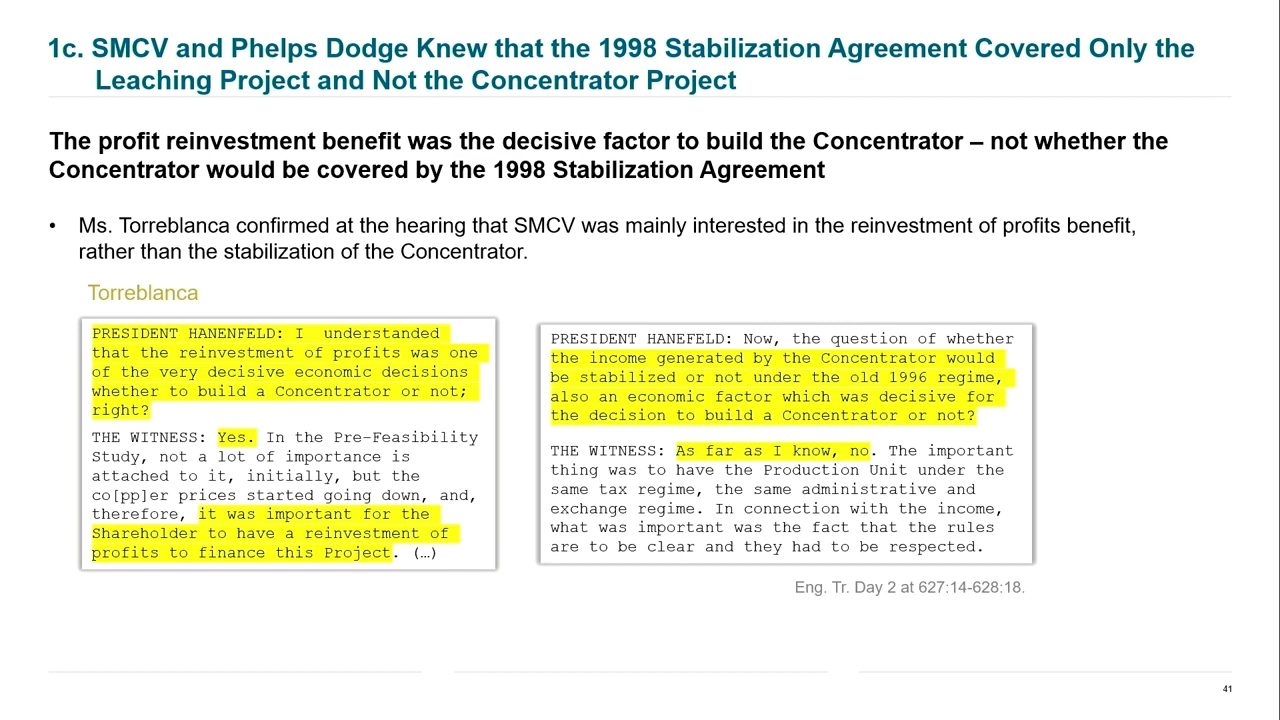 1c. SMCV and Phelps Dodge Knew that the 1998 Stabilization Agreement Covered Only the
Leaching Project and Not the Concentrator Project
The profit reinvestment benefit was the decisive factor to build the Concentrator – not whether the
Concentrator would be covered by the 1998 Stabilization Agreement
• Ms. Torreblanca confirmed at the hearing that SMCV was mainly interested in the reinvestment of profits benefit,
rather than the stabilization of the Concentrator.
Torreblanca
PRESIDENT HANENFELD: I understanded
that the reinvestment of profits was one
of the very decisive economic decisions
whether to build a Concentrator or not;
right?
THE WITNESS: Yes. In the Pre-Feasibility
Study, not a lot of importance is
attached to it, initially, but the
co[pp]er prices started going down, and,
therefore, it was important for the
Shareholder to have a reinvestment of
profits to finance this Project. (…)
PRESIDENT HANEFELD: Now, the question of whether
the income generated by the Concentrator would
be stabilized or not under the old 1996 regime,
also an economic factor which was decisive for
the decision to build a Concentrator or not?
THE WITNESS: As far as I know, no. The important
thing was to have the Production Unit under the
same tax regime, the same administrative and
exchange regime. In connection with the income,
what was important was the fact that the rules
are to be clear and they had to be respected.
Eng. Tr. Day 2 at 627:14-628:18.
41